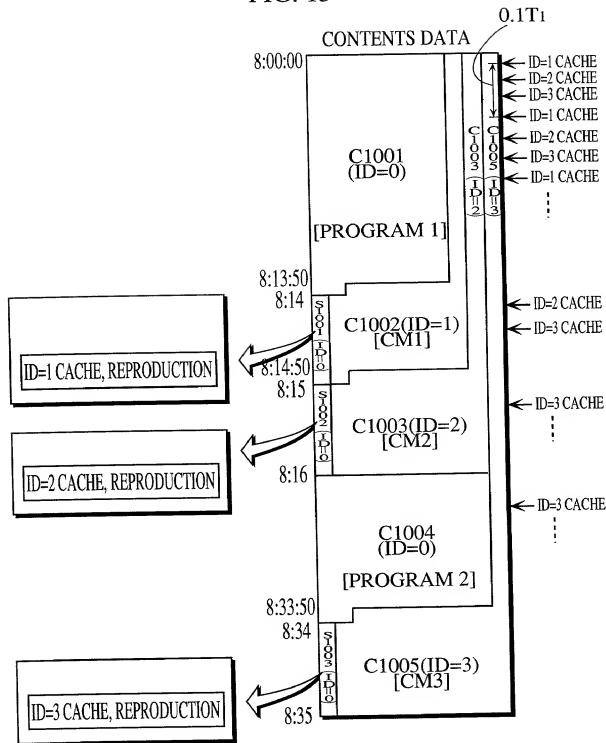 0.1T1
CONTENTS DATA
8:00:00
ID=1 CACHE
ID=2 CACHE
ID=3 CACHE
ID=1 CACHE
ID=2 CACHE
ID=3 CACHE
ID=1 CACHE
C1003 (ID=2)
C1005 (ID=3)
C1001
(ID=0)
[PROGRAM 1]
8:13:50
8:14
S1001 (ID=0)
C1002(ID=1)
[CM1]
ID=2 CACHE
ID=3 CACHE
ID=1 CACHE, REPRODUCTION
8:14:50
8:15
S1002 (ID=0)
C1003(ID=2)
[CM2]
ID=3 CACHE
ID=2 CACHE, REPRODUCTION
8:16
ID=3 CACHE
C1004
(ID=0)
[PROGRAM 2]
8:33:50
8:34
S1003 (ID=0)
C1005(ID=3)
[CM3]
ID=3 CACHE, REPRODUCTION
8:35